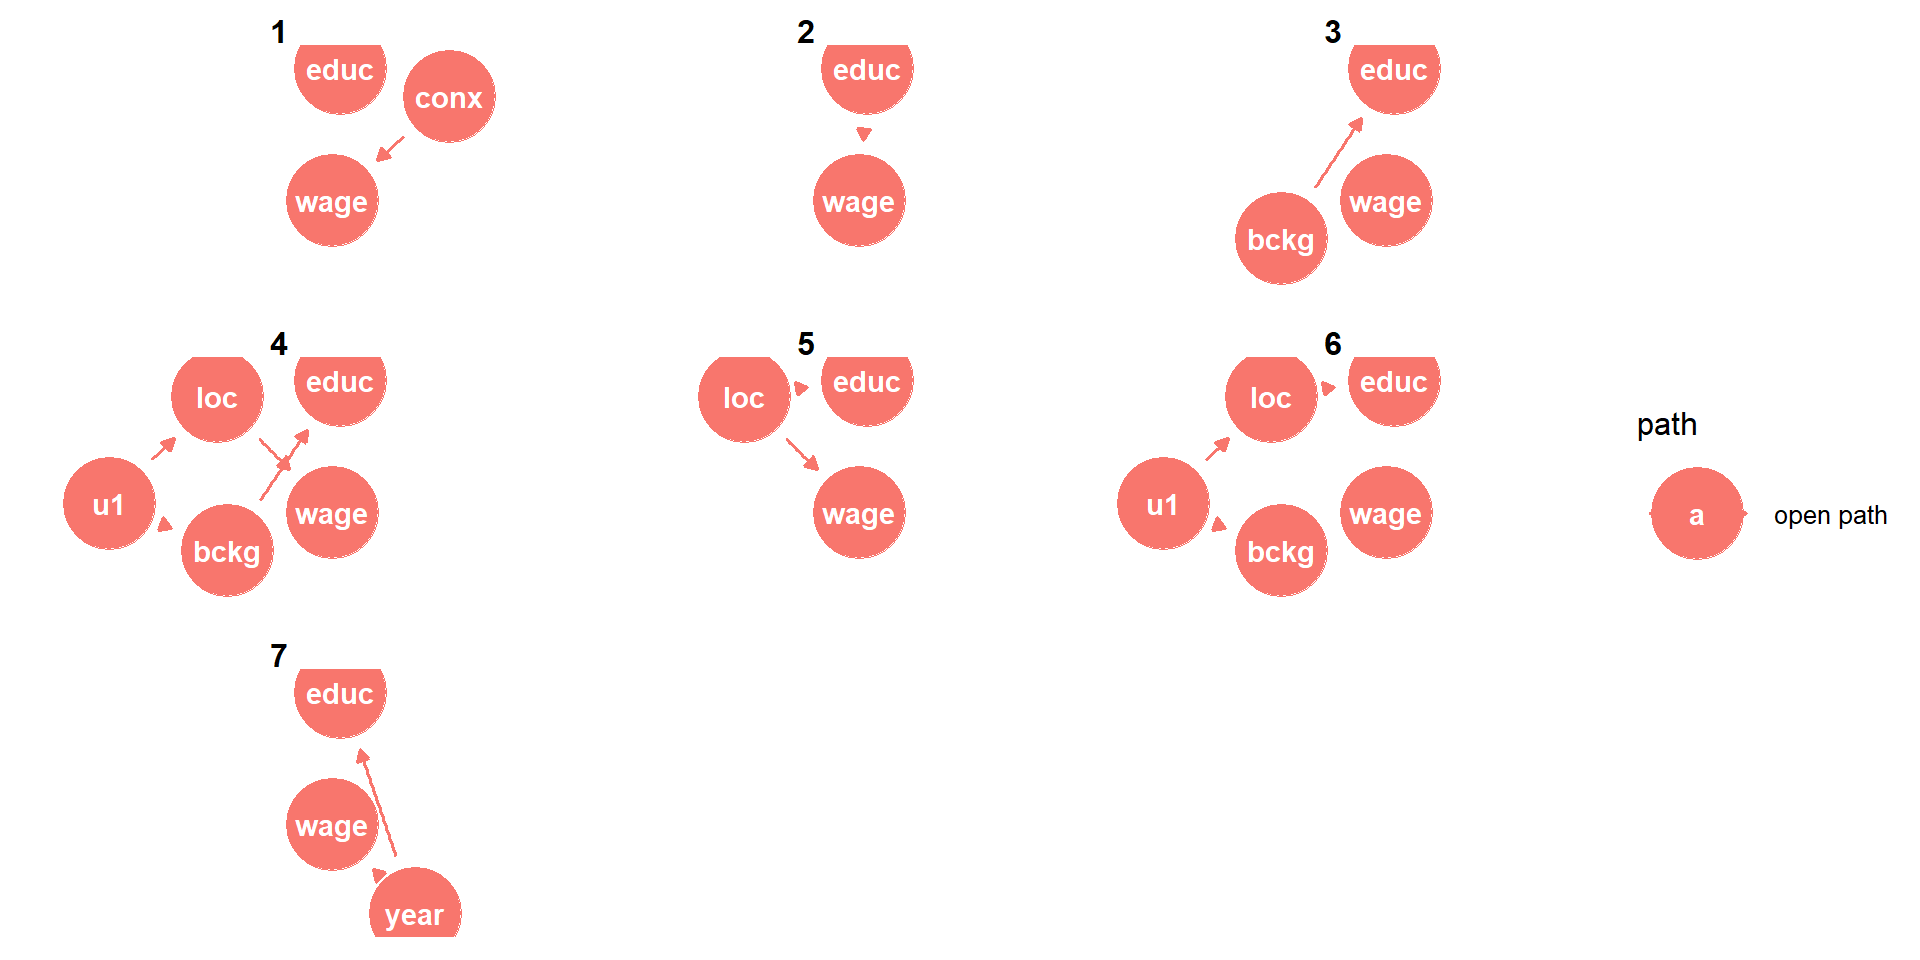 1
educ
conx
wage
2
educ
wage
3
educ
wage
bckg
4
loc
educ
u1
wage
bckg
5
loc
educ
wage
6
loc
educ
u1
wage
bckg
path
a open path
7
educ
wage
year